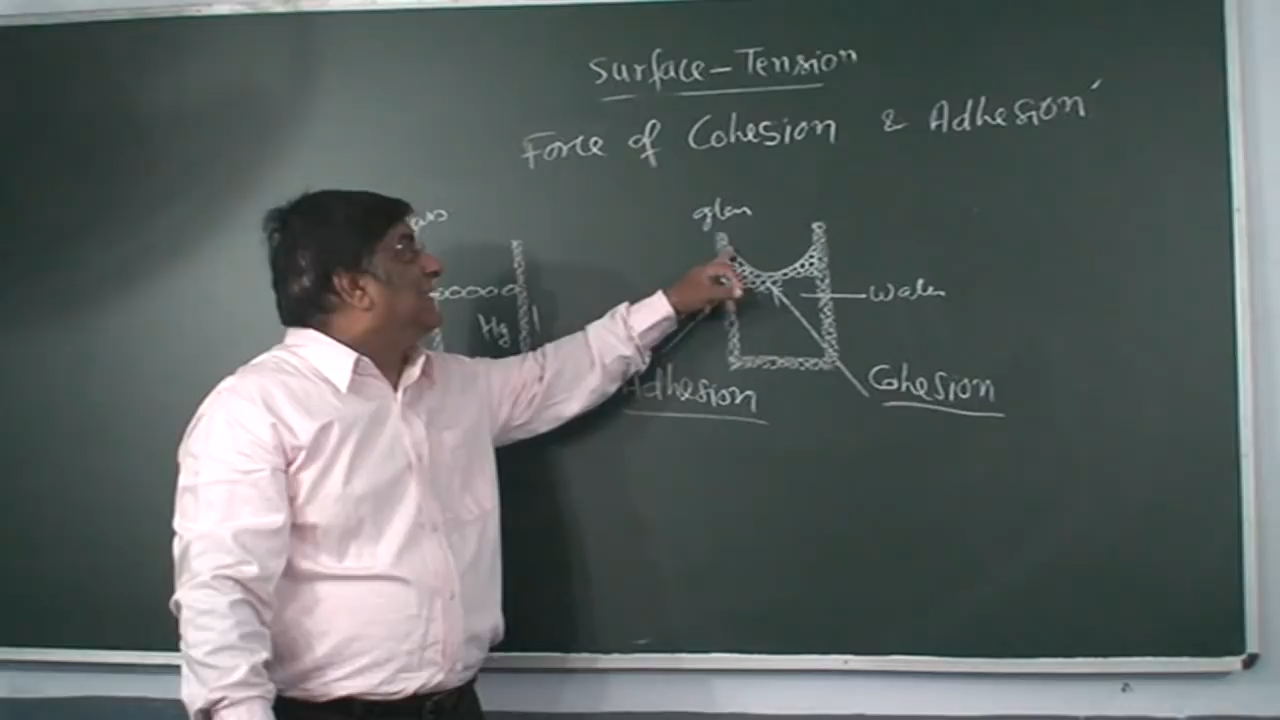 Surface-Tension
Force of Cohesion & Adhesion
glass
Hg
Water
Adhesion
Cohesion